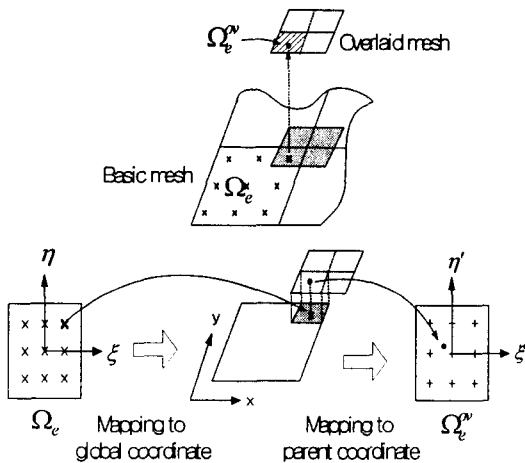 Ω_e^ov
Overlaid mesh
Basic mesh
Ω_e
η
ξ
Ω_e
y
x
η'
ξ'
Ω_e^ov
Mapping to
global coordinate
Mapping to
parent coordinate